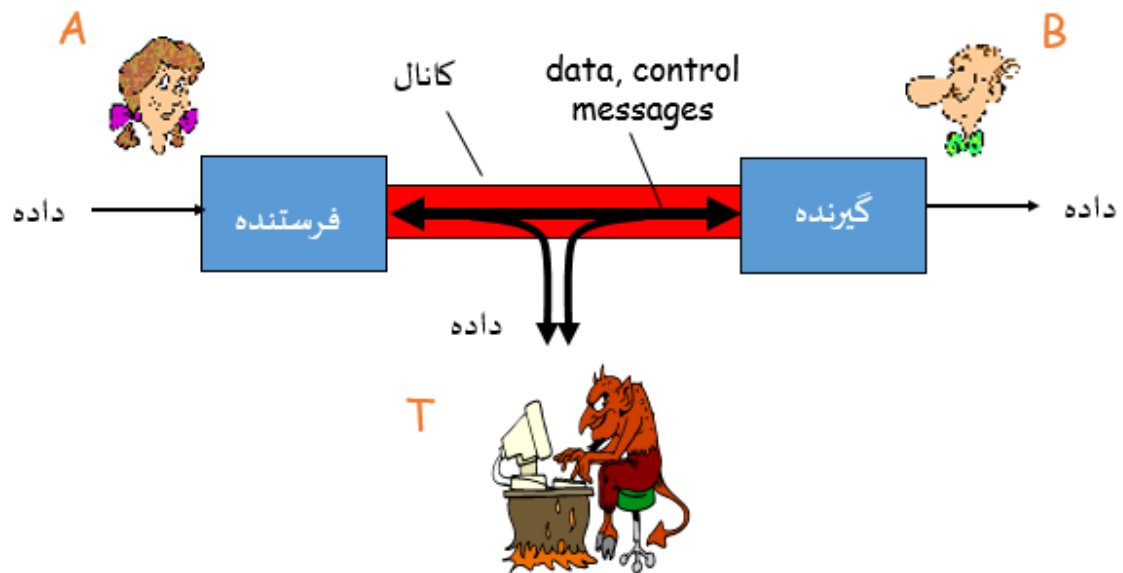 A
B
کانال
data, control
messages
داده
فرستنده
گیرنده
داده
داده
T